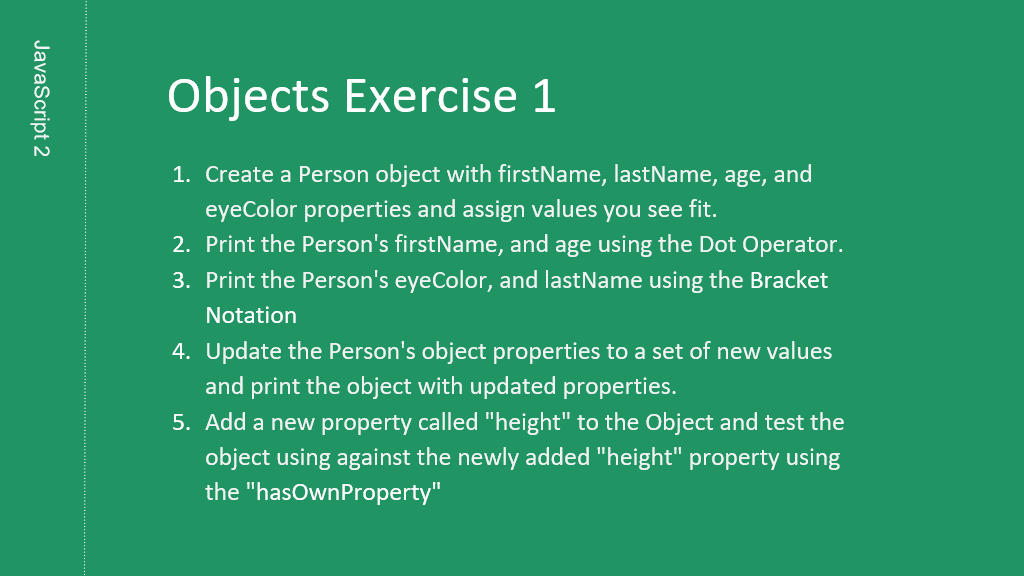 JavaScript 2
Objects Exercise 1
1. Create a Person object with firstName, lastName, age, and
eyeColor properties and assign values you see fit.
2. Print the Person's firstName, and age using the Dot Operator.
3. Print the Person's eyeColor, and lastName using the Bracket
Notation
4. Update the Person's object properties to a set of new values
and print the object with updated properties.
5. Add a new property called "height" to the Object and test the
object using against the newly added "height" property using
the "hasOwnProperty"